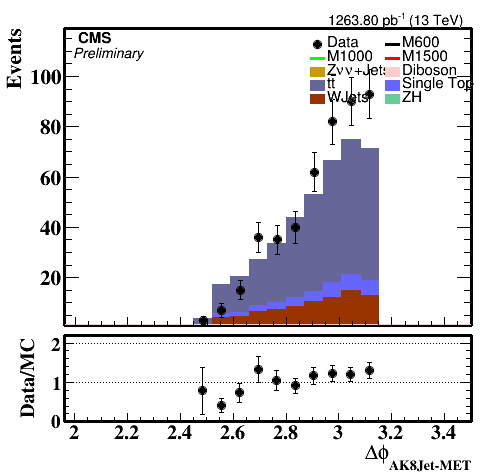 1263.80 pb⁻¹ (13 TeV)
CMS
Preliminary
Data
M600
M1000
M1500
Zνν+Jets
Diboson
tt
Single Top
WJets
ZH
Events
100
80
60
40
20
Data/MC
2
1
0
2
2.2
2.4
2.6
2.8
3
3.2
3.4
Δϕ AK8Jet-MET